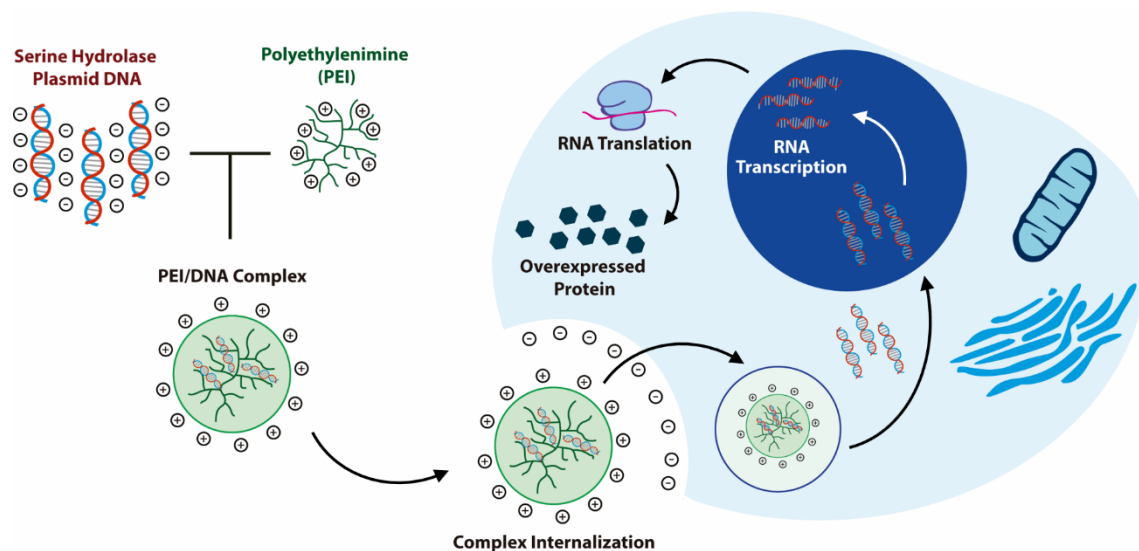 Serine Hydrolase
Plasmid DNA
Polyethylenimine
(PEI)
PEI/DNA Complex
Complex Internalization
RNA Translation
Overexpressed
Protein
RNA
Transcription